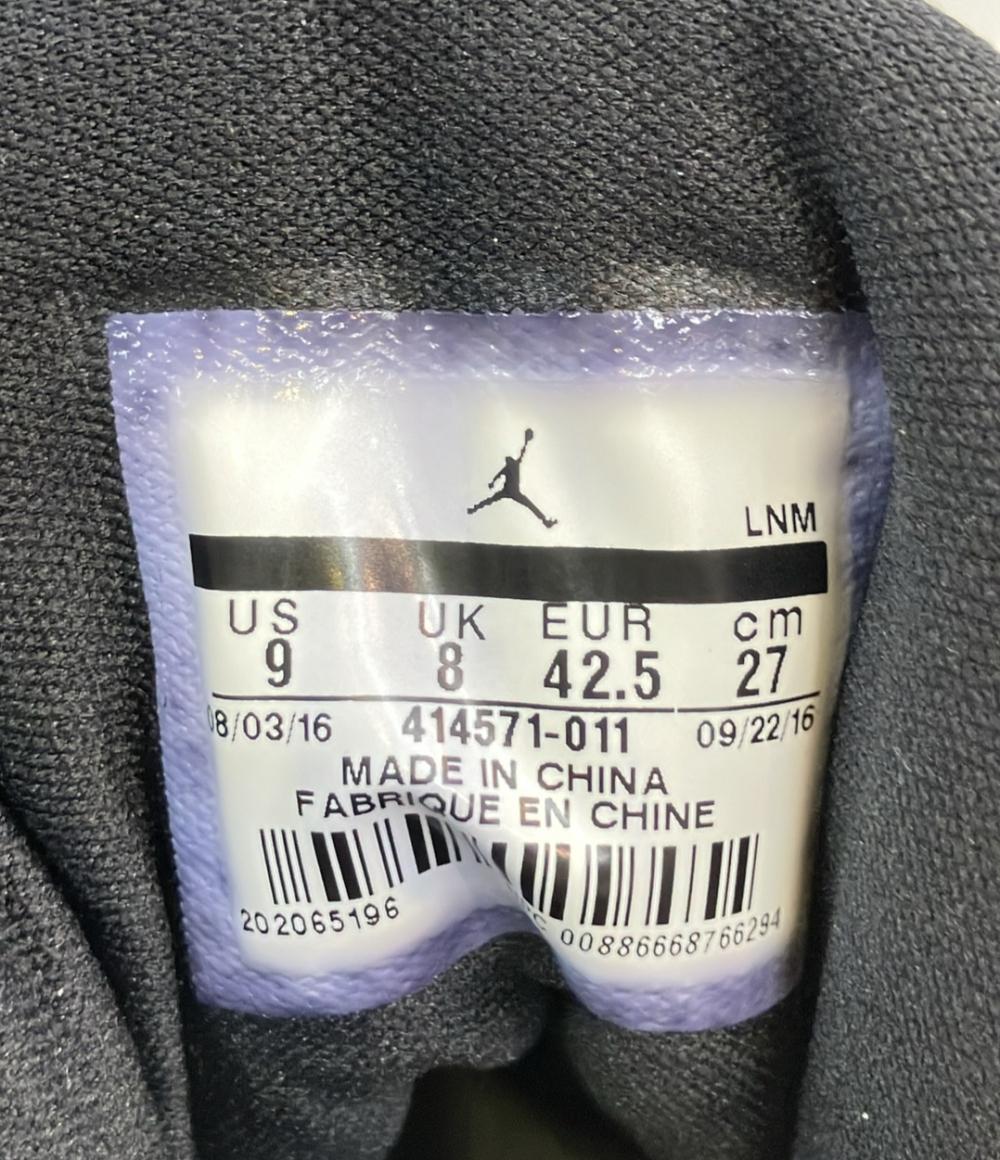 LNM
US UK EUR cm
9 8 42.5 27
08/03/16 414571-011 09/22/16
MADE IN CHINA
FABRIQUE EN CHINE
202065196 00886668766294